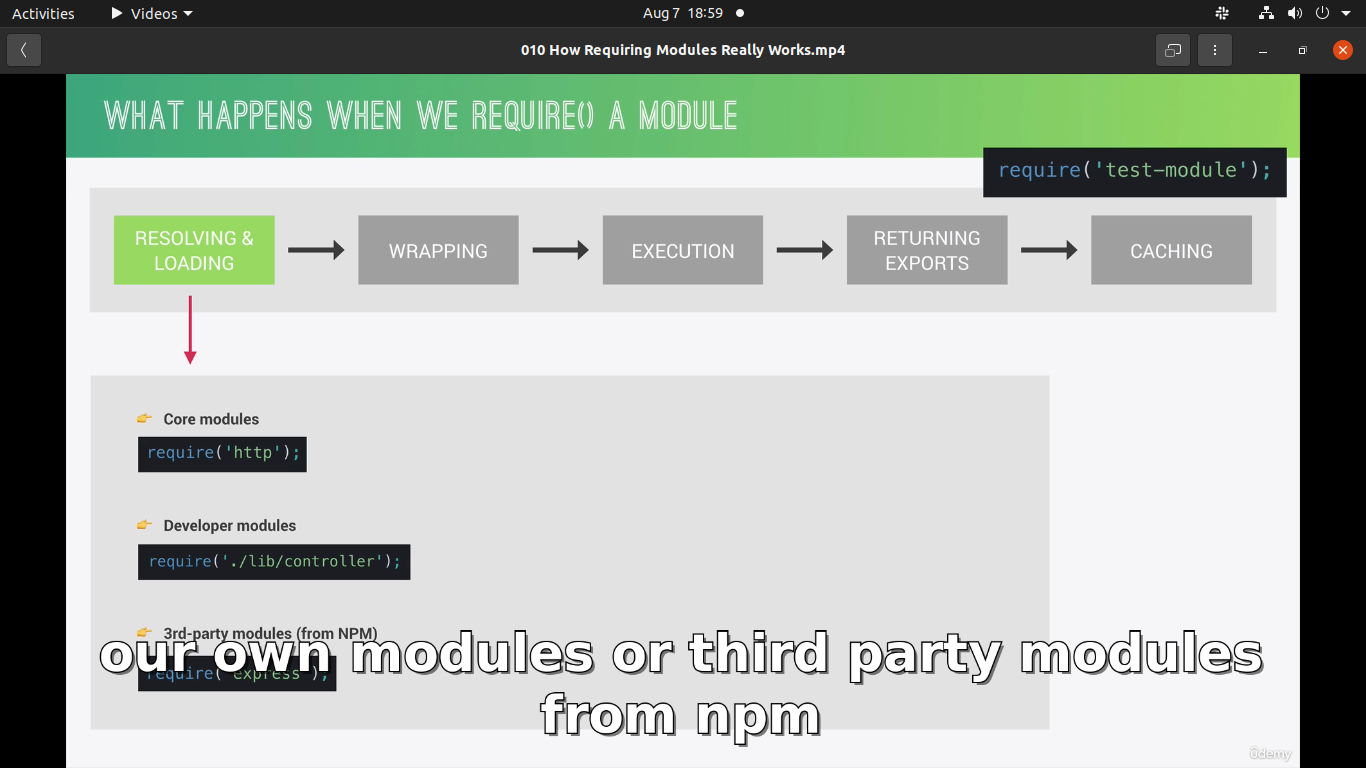 Activities
Videos
Aug 7 18:59
010 How Requiring Modules Really Works.mp4
WHAT HAPPENS WHEN WE REQUIRE() A MODULE
require('test-module');
RESOLVING &
LOADING
WRAPPING
EXECUTION
RETURNING
EXPORTS
CACHING
Core modules
require('http');
Developer modules
require('./lib/controller');
3rd-party modules (from NPM)
require('express');
our own modules or third party modules
from npm
ûdemy